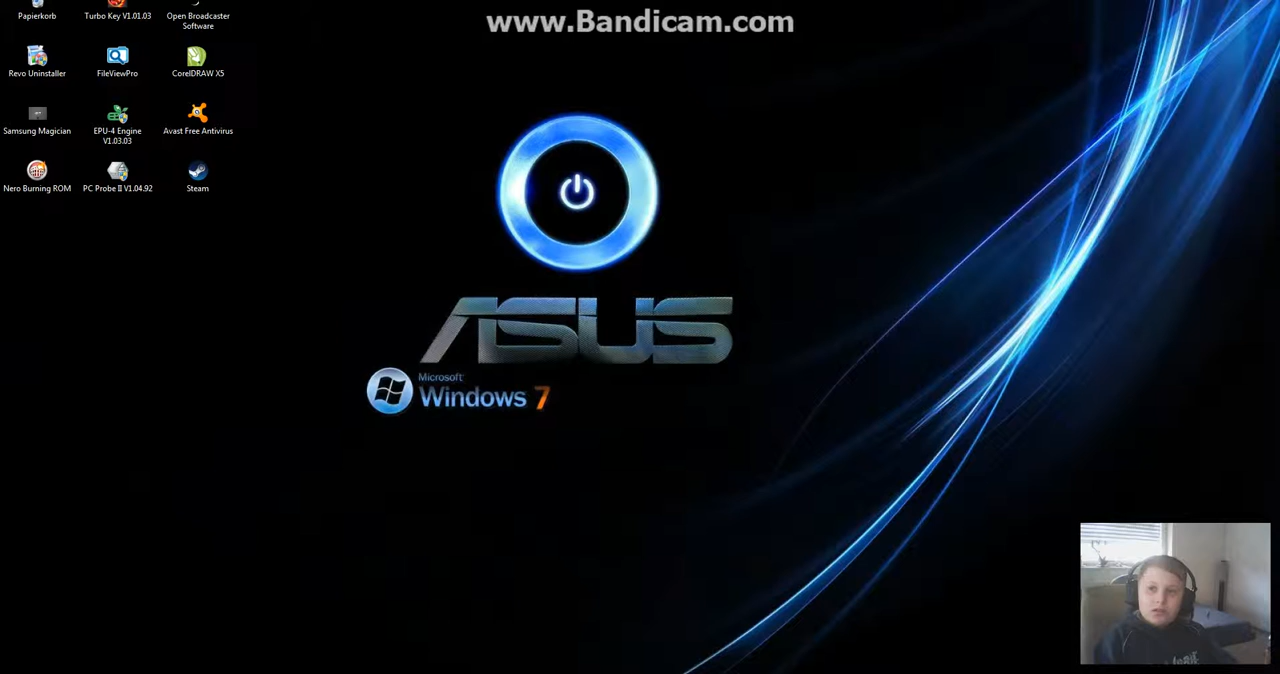 www.Bandicam.com
Papierkorb
Turbo Key V1.01.03
Open Broadcaster
Software
Revo Uninstaller
FileViewPro
CorelDRAW X5
Samsung Magician
EPU-4 Engine
V1.03.03
Avast Free Antivirus
Nero Burning ROM
PC Probe II V1.04.92
Steam
ASUS
Microsoft
Windows 7